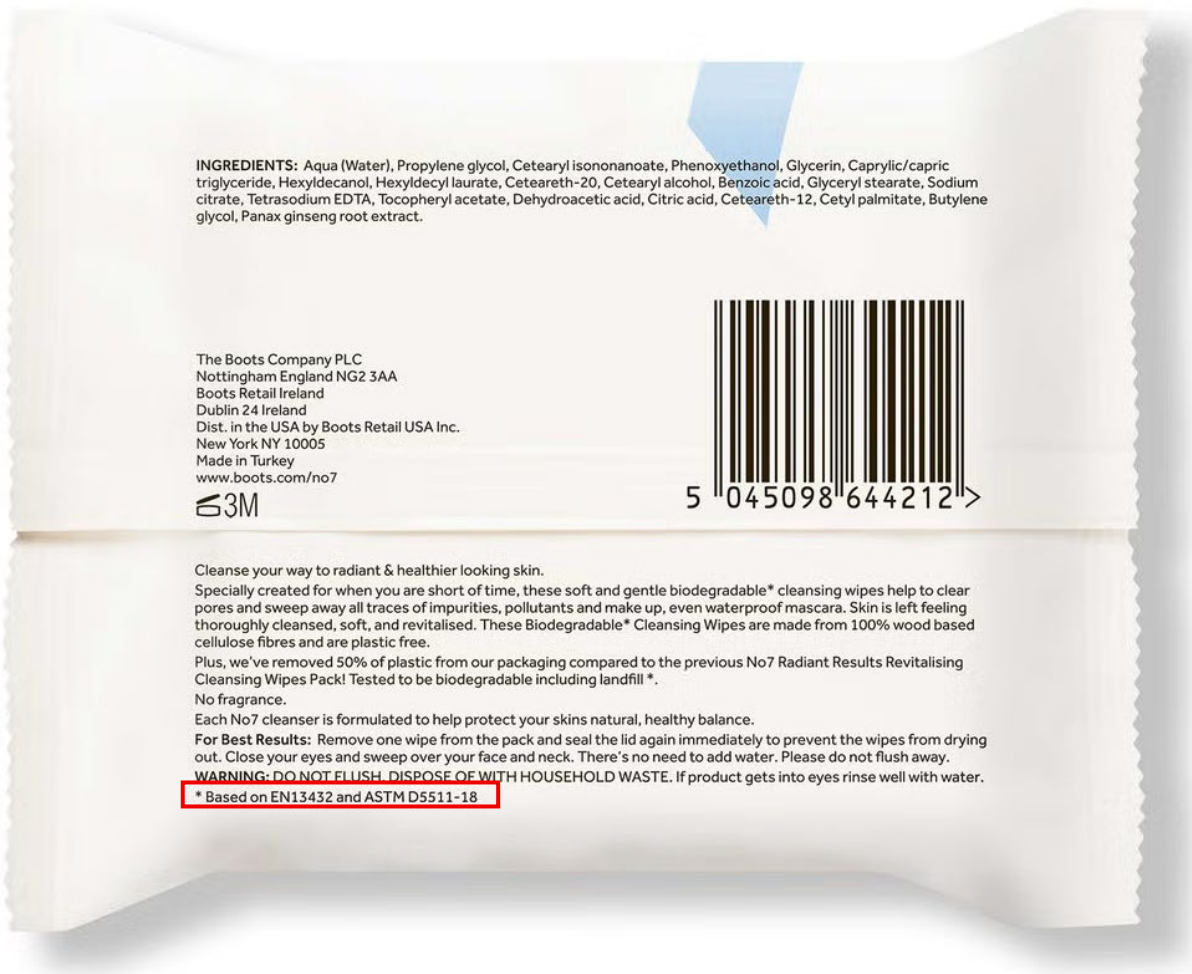 INGREDIENTS: Aqua (Water), Propylene glycol, Cetearyl isononanoate, Phenoxyethanol, Glycerin, Caprylic/capric
triglyceride, Hexyldecanol, Hexyldecyl laurate, Ceteareth-20, Cetearyl alcohol, Benzoic acid, Glyceryl stearate, Sodium
citrate, Tetrasodium EDTA, Tocopheryl acetate, Dehydroacetic acid, Citric acid, Ceteareth-12, Cetyl palmitate, Butylene
glycol, Panax ginseng root extract.
The Boots Company PLC
Nottingham England NG2 3AA
Boots Retail Ireland
Dublin 24 Ireland
Dist. in the USA by Boots Retail USA Inc.
New York NY 10005
Made in Turkey
www.boots.com/no7
3M
5 045098 644212 >
Cleanse your way to radiant & healthier looking skin.
Specially created for when you are short of time, these soft and gentle biodegradable* cleansing wipes help to clear
pores and sweep away all traces of impurities, pollutants and make up, even waterproof mascara. Skin is left feeling
thoroughly cleansed, soft, and revitalised. These Biodegradable* Cleansing Wipes are made from 100% wood based
cellulose fibres and are plastic free.
Plus, we've removed 50% of plastic from our packaging compared to the previous No7 Radiant Results Revitalising
Cleansing Wipes Pack! Tested to be biodegradable including landfill *.
No fragrance.
Each No7 cleanser is formulated to help protect your skins natural, healthy balance.
For Best Results: Remove one wipe from the pack and seal the lid again immediately to prevent the wipes from drying
out. Close your eyes and sweep over your face and neck. There's no need to add water. Please do not flush away.
WARNING: DO NOT FLUSH. DISPOSE OF WITH HOUSEHOLD WASTE. If product gets into eyes rinse well with water.
* Based on EN13432 and ASTM D5511-18